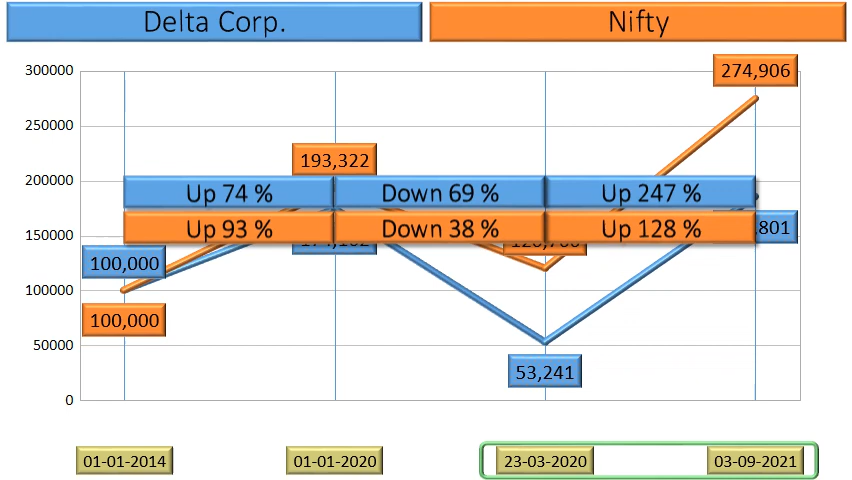 Delta Corp.
Nifty
300000
274,906
250000
193,322
200000
Up 74 %
Down 69 %
Up 247 %
Up 93 %
Down 38 %
Up 128 %
150000
801
100,000
100000
100,000
50000
53,241
0
01-01-2014
01-01-2020
23-03-2020
03-09-2021